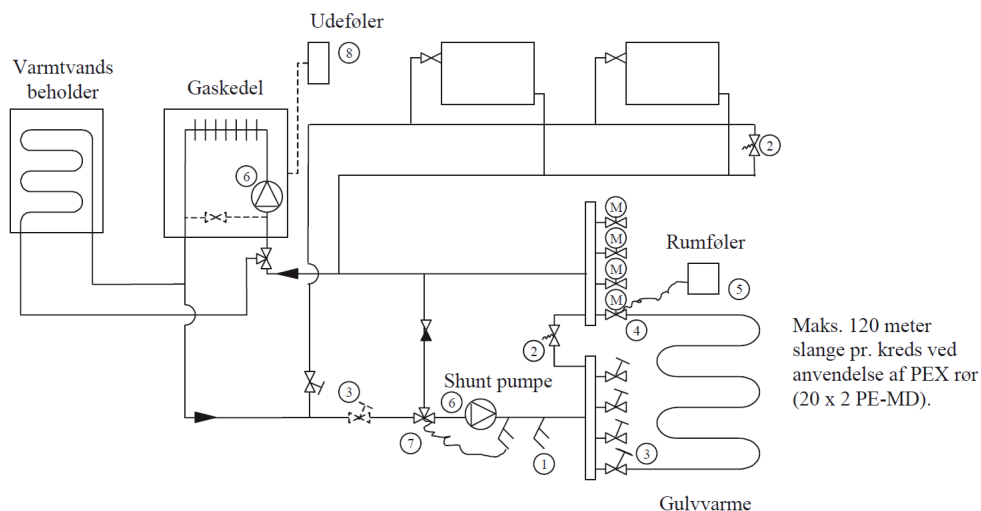 Udeføler
8
Varmtvands
beholder
Gaskedel
2
6
M
M
M
M
Rumføler
5
4
2
Maks. 120 meter
slange pr. kreds ved
anvendelse af PEX rør
(20 x 2 PE-MD).
3
Shunt pumpe
6
7
1
3
Gulvvarme